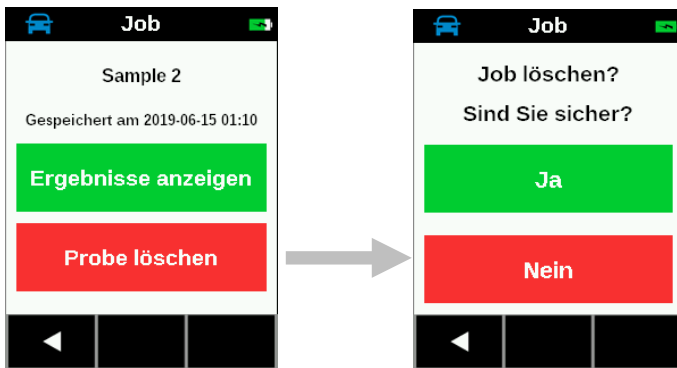 Job
Sample 2
Gespeichert am 2019-06-15 01:10
Ergebnisse anzeigen
Probe löschen
Job
Job löschen?
Sind Sie sicher?
Ja
Nein